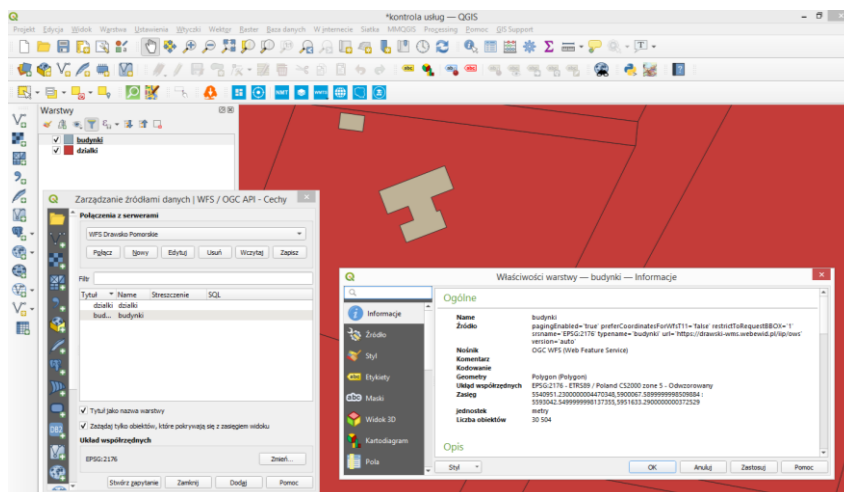 *kontrola usług — QGIS
Projekt Edycja Widok Warstwa Ustawienia Wtyczki Wektor Raster Baza danych W internecie Siatka MMQGIS Processing Pomoc GIS Support
Warstwy
budynki
działki
Zarządzanie źródłami danych | WFS / OGC API - Cechy
Połączenia z serwerami
WFS Drawsko Pomorskie
Połącz Nowy Edytuj Usuń Wczytaj Zapisz
Filtr
Tytuł Name Streszczenie SQL
dzialki dzialki
bud... budynki
Tytuł jako nazwa warstwy
Zażądaj tylko obiektów, które pokrywają się z zasięgiem widoku
Układ współrzędnych
EPSG:2176
Zmień...
Stwórz zapytanie Zamknij Dodaj Pomoc
Właściwości warstwy — budynki — Informacje
Informacje
Źródło
Styl
Etykiety
Maski
Widok 3D
Kartodiagram
Pola
Ogólne
Name budynki
Źródło pagingEnabled='true' preferCoordinatesForWfsT11='false' restrictToRequestBBOX='1'
srsname='EPSG:2176' typename='budynki' url='https://drawski-wms.webewid.pl/iip/ows'
version='auto'
Nośnik OGC WFS (Web Feature Service)
Komentarz
Kodowanie
Geometry Polygon (Polygon)
Układ współrzędnych EPSG:2176 - ETRS89 / Poland CS2000 zone 5 - Odwzorowany
Zasięg 5540951.2300000004470348,5900067.5899999998509884 :
5593042.5499999998137355,5951633.2900000000372529
jednostek metry
Liczba obiektów 30 504
Opis
Styl OK Anuluj Zastosuj Pomoc